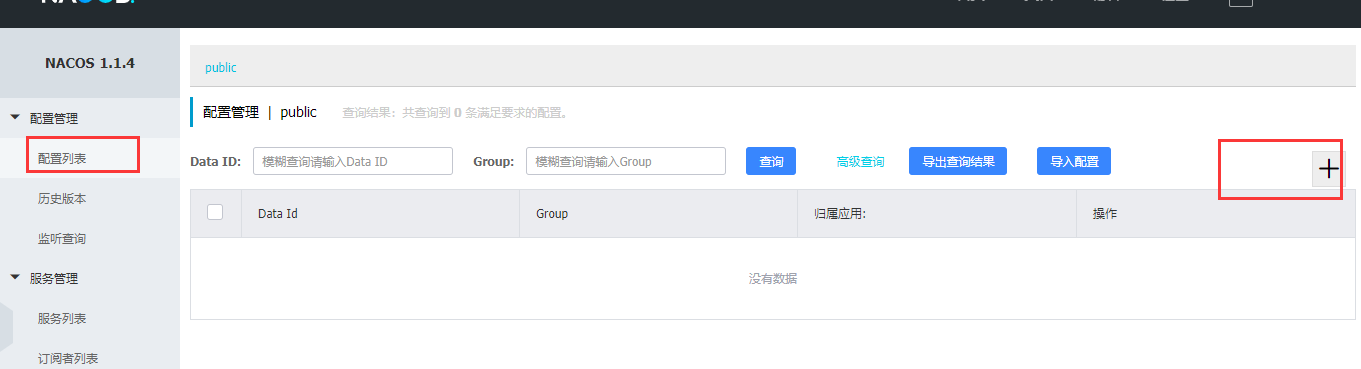 NACOS 1.1.4
配置管理
配置列表
历史版本
监听查询
服务管理
服务列表
订阅者列表
public
配置管理 | public 查询结果：共查询到 0 条满足要求的配置。
Data ID: 模糊查询请输入Data ID Group: 模糊查询请输入Group 查询 高级查询 导出查询结果 导入配置
Data Id Group 归属应用: 操作
没有数据